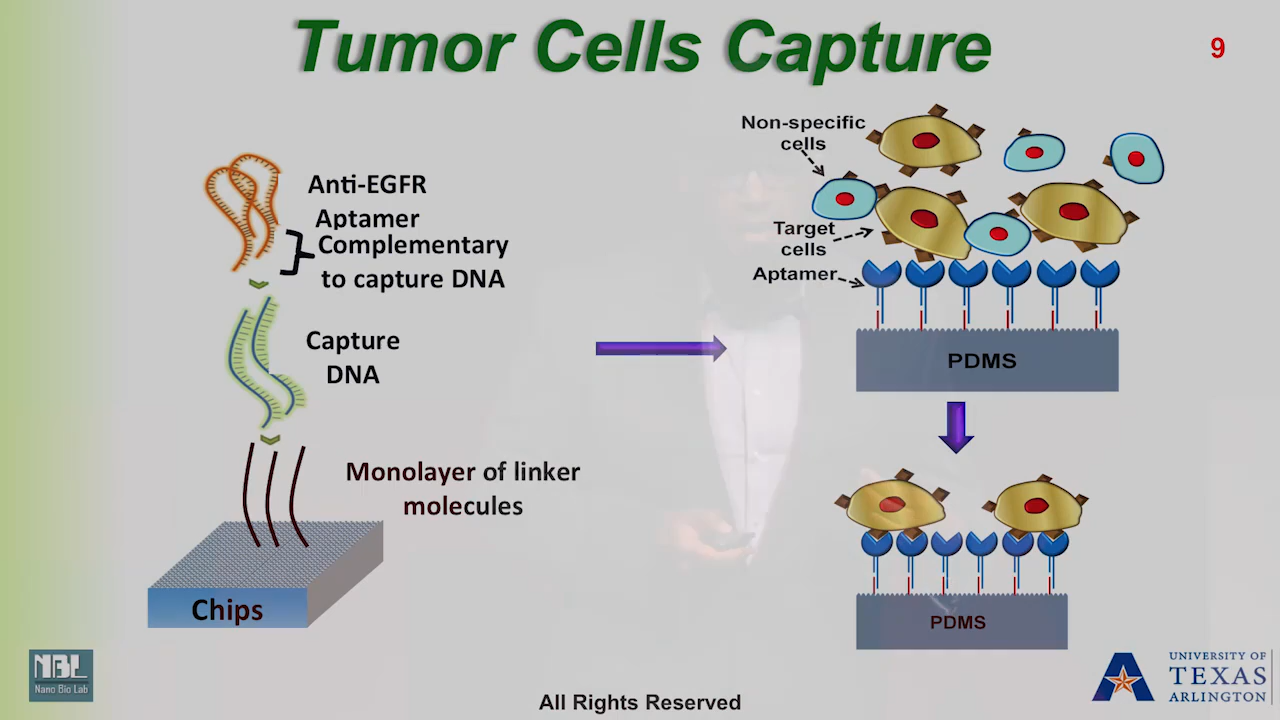 Tumor Cells Capture
9
Anti-EGFR
Aptamer
Complementary
to capture DNA
Capture
DNA
Monolayer of linker
molecules
Chips
Non-specific
cells
Target
cells
Aptamer
PDMS
PDMS
NBL
Nano Bio Lab
All Rights Reserved
UNIVERSITY OF
TEXAS
ARLINGTON